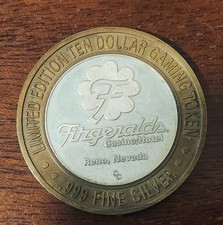 LIMITED EDITION TEN DOLLAR GAMING TOKEN
Fitzgeralds
Casino/Hotel
Reno, Nevada
.999 FINE SILVER